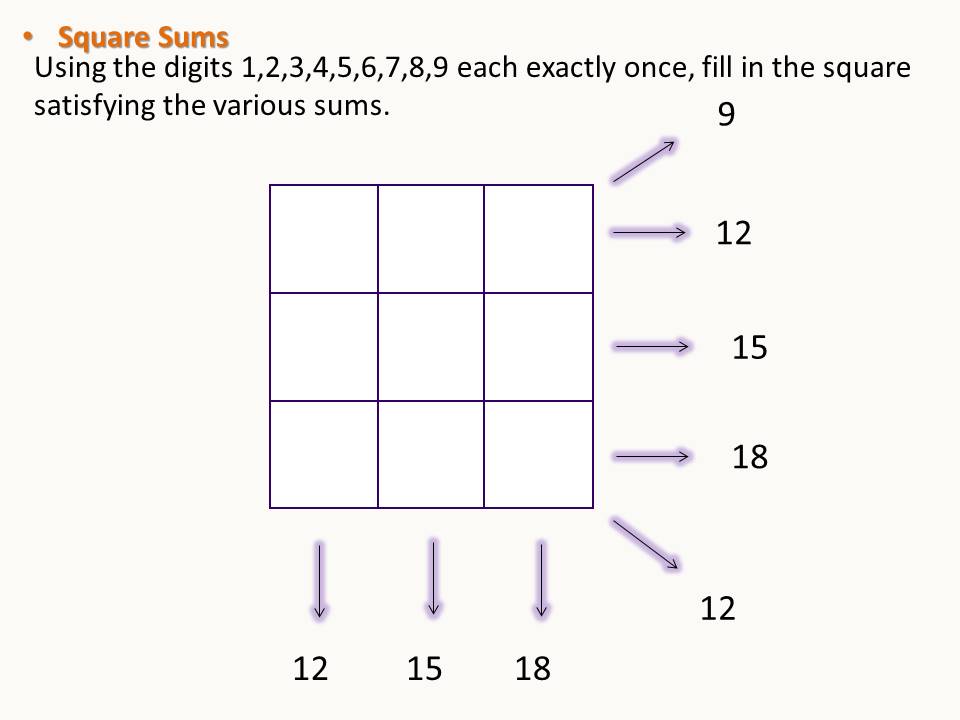 • Square Sums
Using the digits 1,2,3,4,5,6,7,8,9 each exactly once, fill in the square
satisfying the various sums.
9
12
15
18
12
12 15 18